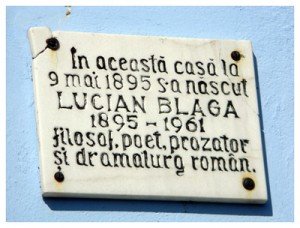 În această casă la
9 mai 1895 s-a născut
LUCIAN BLAGA
1895 - 1961
filosof, poet, prozator
și dramaturg român.